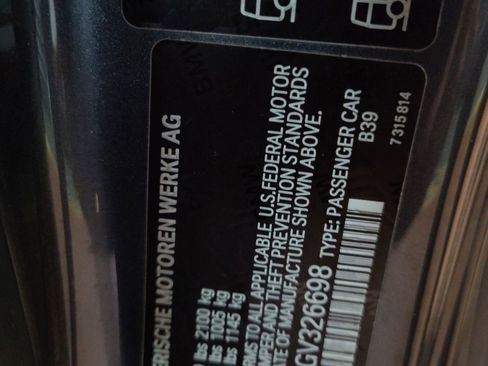 ERISCHE MOTOREN WERKE AG
lbs 2100 kg
lbs 1005 kg
lbs 1145 kg
RMS TO ALL APPLICABLE U.S.FEDERAL MOTOR
MPER AND THEFT PREVENTION STANDARDS
ATE OF MANUFACTURE SHOWN ABOVE.
GV326698 TYPE: PASSENGER CAR
B39
7 315 814